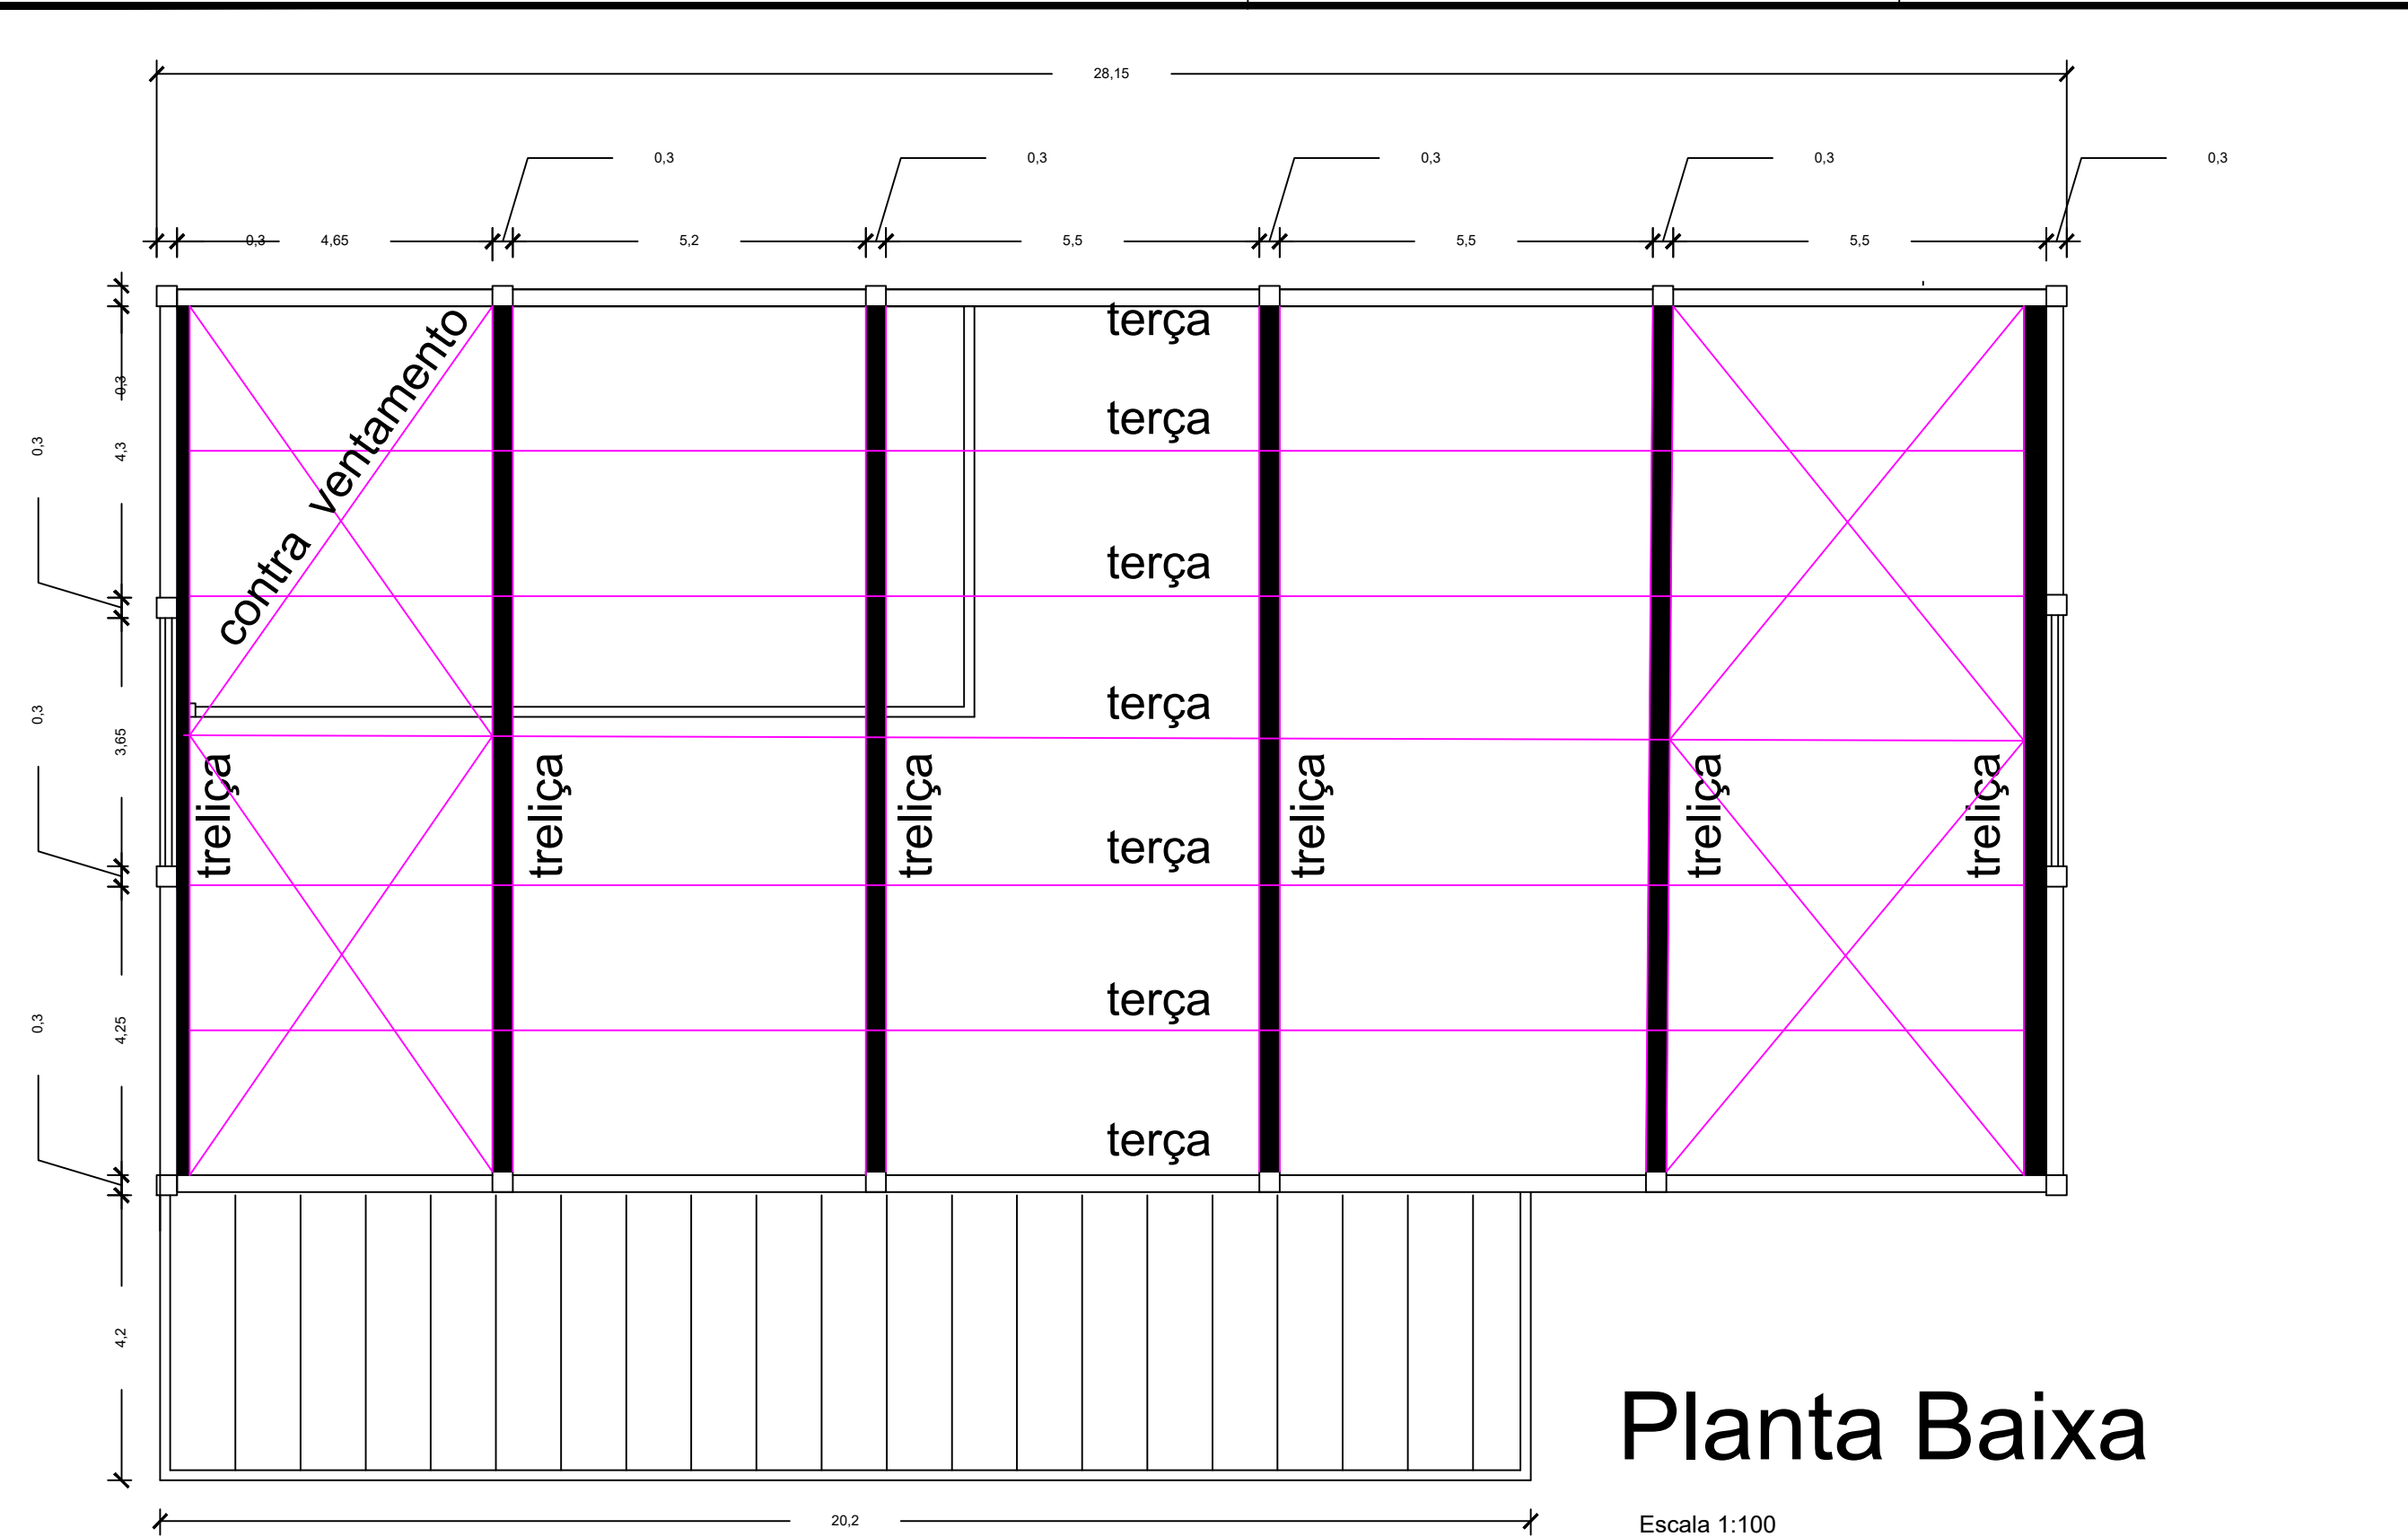 28,15
0,3
0,3
0,3
0,3
0,3
0,3
4,65
5,2
5,5
5,5
5,5
terça
0,3
contra ventamento
terça
0,3
4,3
terça
terça
0,3
3,65
treliça
treliça
treliça
treliça
treliça
treliça
terça
terça
0,3
4,25
terça
4,2
Planta Baixa
20,2
Escala 1:100